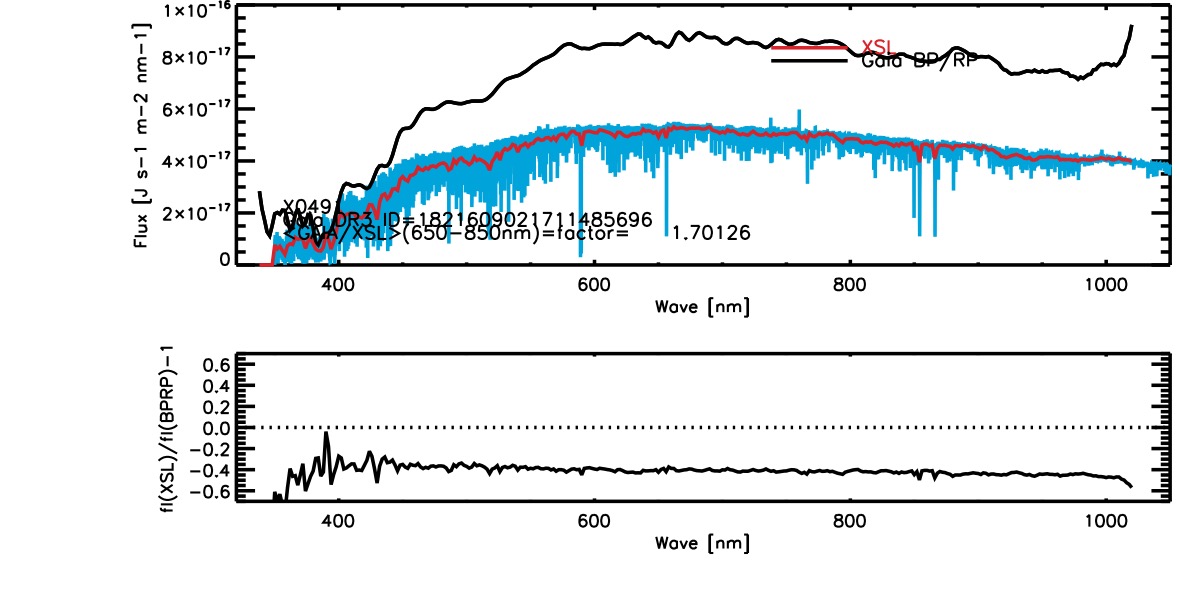 1×10−16
8×10−17
6×10−17
4×10−17
2×10−17
0
Flux [J s−1 m−2 nm−1]
XSL
Gaia BP/RP
X0491
Gaia DR3 ID=1821609021711485696
<GAIA/XSL>(650−850nm)=factor= 1.70126
400 600 800 1000
Wave [nm]
0.6
0.4
0.2
0.0
−0.2
−0.4
−0.6
fl(XSL)/fl(BPRP)−1
400 600 800 1000
Wave [nm]